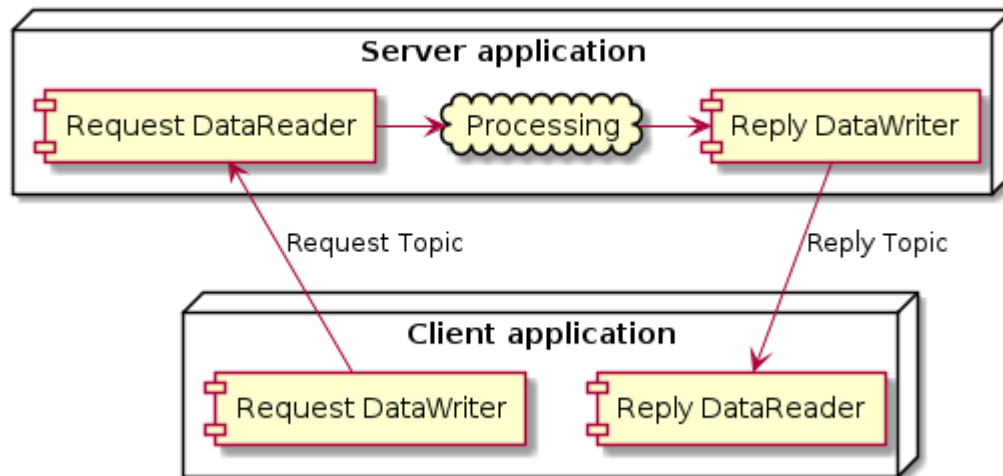 Server application
Request DataReader
Processing
Reply DataWriter
Request Topic
Reply Topic
Client application
Request DataWriter
Reply DataReader